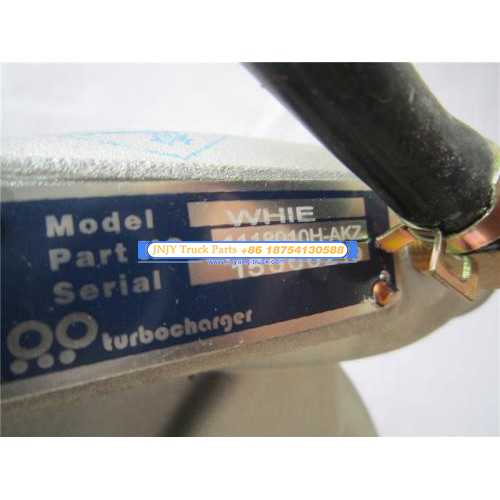 Model WHIE
Part 1118010H-AKZ
Serial
turbocharger
INJY Truck Parts +86 18754130588